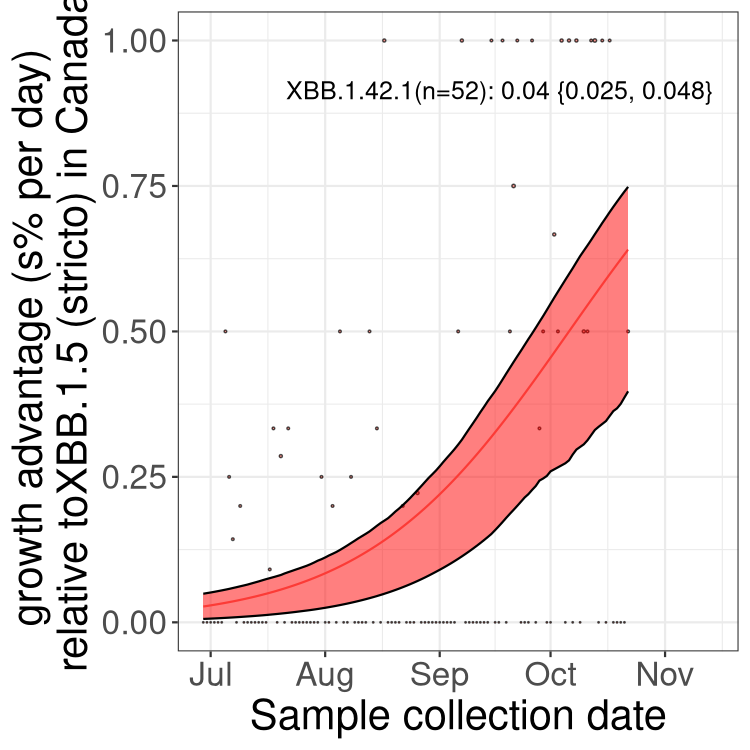 growth advantage (s% per day)
relative toXBB.1.5 (stricto) in Canada
1.00
XBB.1.42.1(n=52): 0.04 {0.025, 0.048}
0.75
0.50
0.25
0.00
Jul Aug Sep Oct Nov
Sample collection date